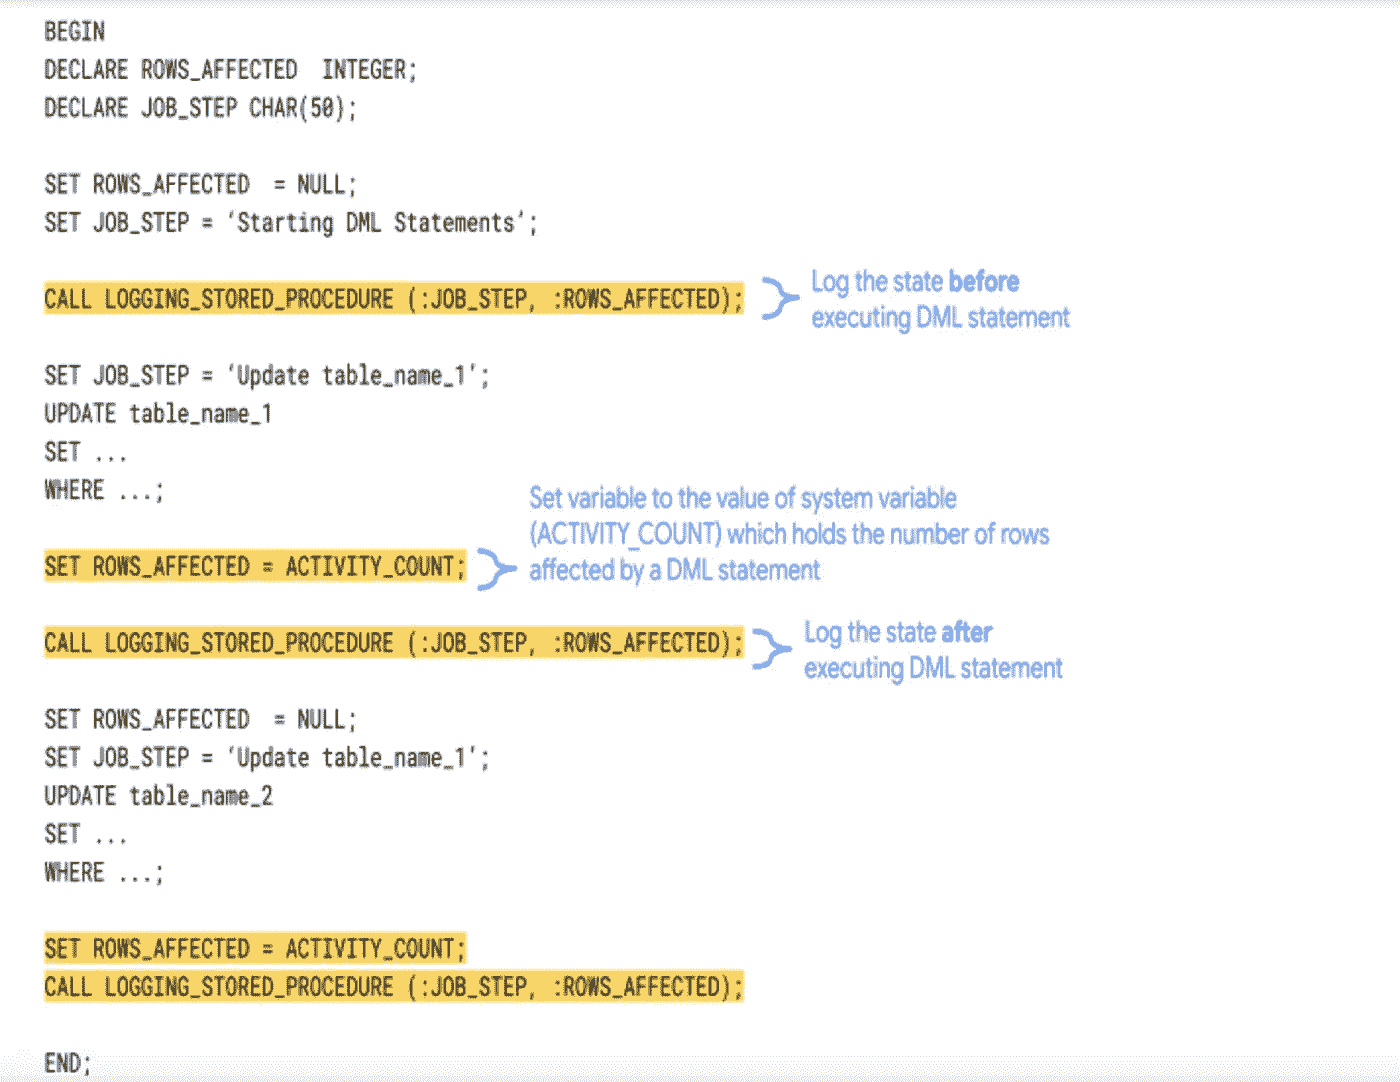 BEGIN
DECLARE ROWS_AFFECTED  INTEGER;
DECLARE JOB_STEP CHAR(50);
SET ROWS_AFFECTED  = NULL;
SET JOB_STEP = ‘Starting DML Statements’;
CALL LOGGING_STORED_PROCEDURE (:JOB_STEP, :ROWS_AFFECTED);
Log the state before
executing DML statement
SET JOB_STEP = ‘Update table_name_1’;
UPDATE table_name_1
SET ...
WHERE ...;
Set variable to the value of system variable
(ACTIVITY_COUNT) which holds the number of rows
affected by a DML statement
SET ROWS_AFFECTED = ACTIVITY_COUNT;
CALL LOGGING_STORED_PROCEDURE (:JOB_STEP, :ROWS_AFFECTED);
Log the state after
executing DML statement
SET ROWS_AFFECTED  = NULL;
SET JOB_STEP = ‘Update table_name_1’;
UPDATE table_name_2
SET ...
WHERE ...;
SET ROWS_AFFECTED = ACTIVITY_COUNT;
CALL LOGGING_STORED_PROCEDURE (:JOB_STEP, :ROWS_AFFECTED);
END;